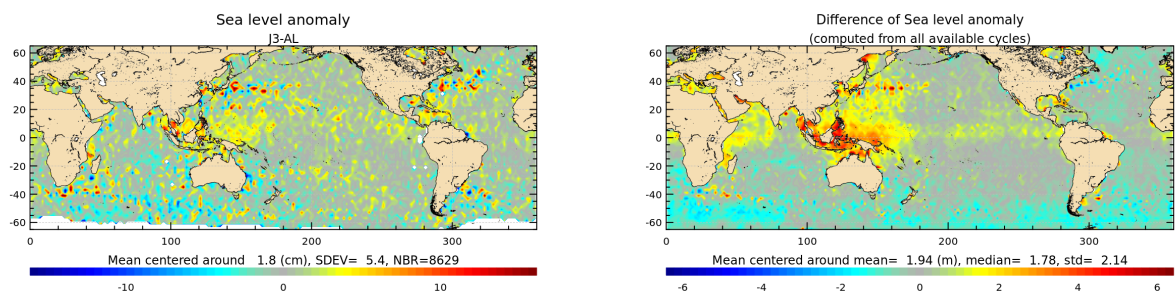 Sea level anomaly
J3-AL
60
40
20
0
-20
-40
-60
0 100 200 300
Mean centered around 1.8 (cm), SDEV= 5.4, NBR=8629
-10 0 10
Difference of Sea level anomaly
(computed from all available cycles)
60
40
20
0
-20
-40
-60
0 100 200 300
Mean centered around mean= 1.94 (m), median= 1.78, std= 2.14
-6 -4 -2 0 2 4 6